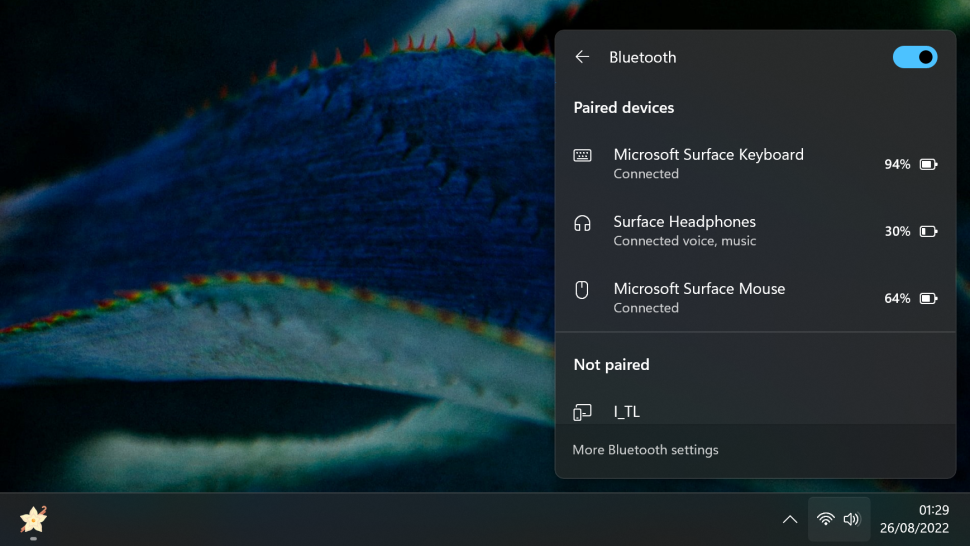 Bluetooth
Paired devices
Microsoft Surface Keyboard
Connected
94%
Surface Headphones
Connected voice, music
30%
Microsoft Surface Mouse
Connected
64%
Not paired
I_TL
More Bluetooth settings
01:29
26/08/2022